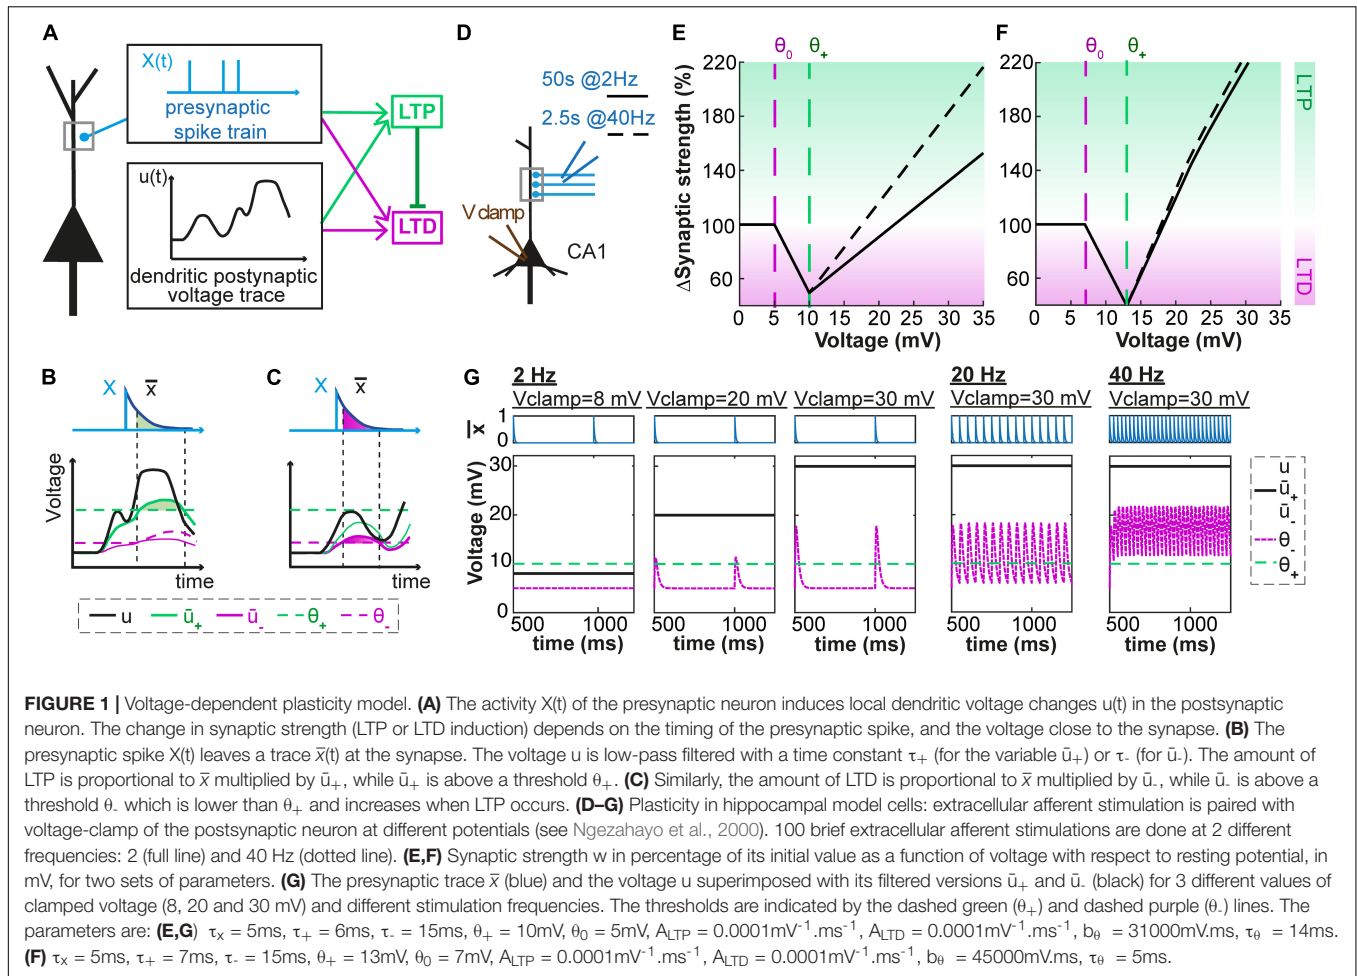 A
X(t)
presynaptic
spike train
u(t)
dendritic postynaptic
voltage trace
LTP
LTD
D
50s @2Hz
2.5s @40Hz
V clamp
CA1
E
θ0
θ+
ΔSynaptic strength (%)
220
180
140
100
60
0 5 10 15 20 25 30 35
Voltage (mV)
F
θ0
θ+
220
180
140
100
60
0 5 10 15 20 25 30 35
Voltage (mV)
LTP
LTD
B
X
x̅
Voltage
time
C
X
x̅
time
u ū+ ū- θ+ θ-
G
2 Hz
Vclamp=8 mV
Vclamp=20 mV
Vclamp=30 mV
20 Hz
Vclamp=30 mV
40 Hz
Vclamp=30 mV
x̅
1
0
Voltage (mV)
30
20
10
0
500 1000
time (ms)
500 1000
time (ms)
500 1000
time (ms)
500 1000
time (ms)
500 1000
time (ms)
u
ū+
ū-
θ-
θ+
FIGURE 1 | Voltage-dependent plasticity model. (A) The activity X(t) of the presynaptic neuron induces local dendritic voltage changes u(t) in the postsynaptic
neuron. The change in synaptic strength (LTP or LTD induction) depends on the timing of the presynaptic spike, and the voltage close to the synapse. (B) The
presynaptic spike X(t) leaves a trace x̅(t) at the synapse. The voltage u is low-pass filtered with a time constant τ+ (for the variable ū+) or τ- (for ū-). The amount of
LTP is proportional to x̅ multiplied by ū+, while ū+ is above a threshold θ+. (C) Similarly, the amount of LTD is proportional to x̅ multiplied by ū-, while ū- is above a
threshold θ- which is lower than θ+ and increases when LTP occurs. (D–G) Plasticity in hippocampal model cells: extracellular afferent stimulation is paired with
voltage-clamp of the postsynaptic neuron at different potentials (see Ngezahayo et al., 2000). 100 brief extracellular afferent stimulations are done at 2 different
frequencies: 2 (full line) and 40 Hz (dotted line). (E,F) Synaptic strength w in percentage of its initial value as a function of voltage with respect to resting potential, in
mV, for two sets of parameters. (G) The presynaptic trace x̅ (blue) and the voltage u superimposed with its filtered versions ū+ and ū- (black) for 3 different values of
clamped voltage (8, 20 and 30 mV) and different stimulation frequencies. The thresholds are indicated by the dashed green (θ+) and dashed purple (θ-) lines. The
parameters are: (E,G) τx = 5ms, τ+ = 6ms, τ- = 15ms, θ+ = 10mV, θ0 = 5mV, ALTP = 0.0001mV-1.ms-1, ALTD = 0.0001mV-1.ms-1, bθ = 31000mV.ms, τθ = 14ms.
(F) τx = 5ms, τ+ = 7ms, τ- = 15ms, θ+ = 13mV, θ0 = 7mV, ALTP = 0.0001mV-1.ms-1, ALTD = 0.0001mV-1.ms-1, bθ = 45000mV.ms, τθ = 5ms.